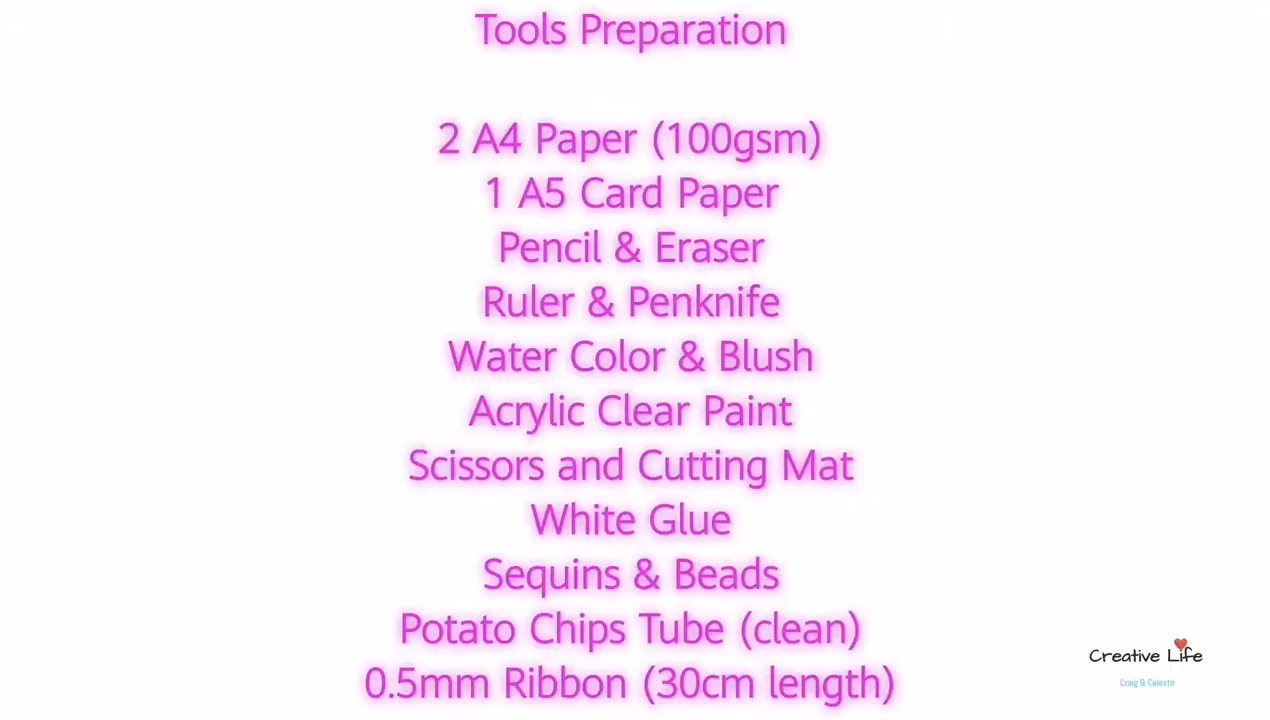 Tools Preparation
2 A4 Paper (100gsm)
1 A5 Card Paper
Pencil & Eraser
Ruler & Penknife
Water Color & Blush
Acrylic Clear Paint
Scissors and Cutting Mat
White Glue
Sequins & Beads
Potato Chips Tube (clean)
0.5mm Ribbon (30cm length)
Creative Life
Craig & Celeste